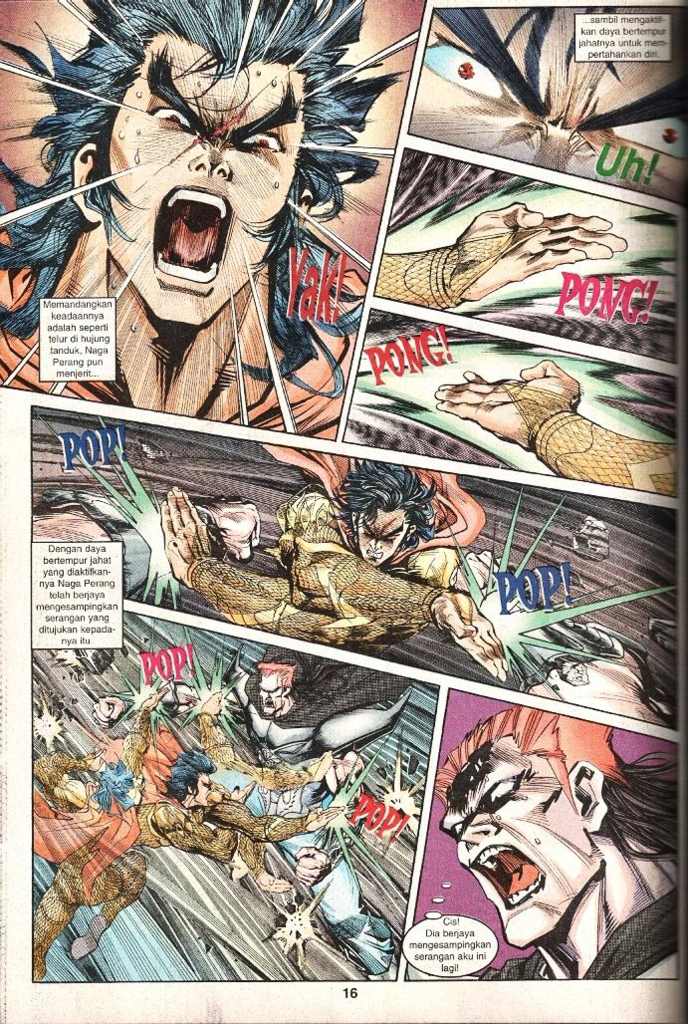 Memandangkan
keadaannya
adalah seperti
telur di hujung
tanduk, Naga
Perang pun
menjerit...
Yak!
...sambil mengaktif-
kan daya bertempur
jahatnya untuk mem-
pertahankan diri.
Uh!
PONG!
PONG!
POP!
Dengan daya
bertempur jahat
yang diaktifkan-
nya Naga Perang
telah berjaya
mengesampingkan
serangan yang
ditujukan kepada-
nya itu.
POP!
POP!
POP!
Cis!
Dia berjaya
mengesampingkan
serangan aku ini
lagi!
16